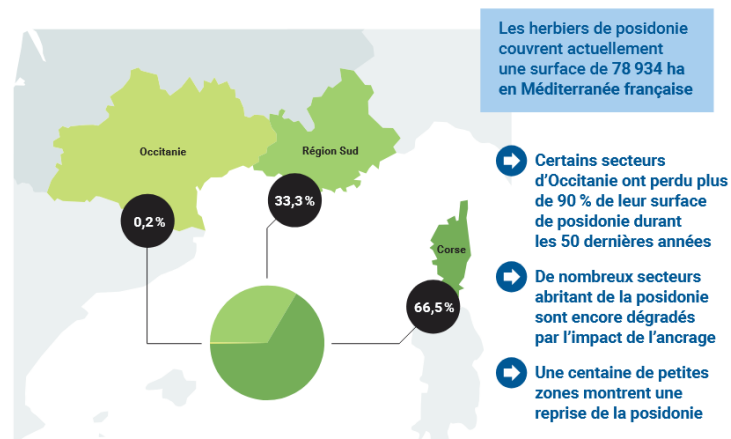 Les herbiers de posidonie
couvrent actuellement
une surface de 78 934 ha
en Méditerranée française
Occitanie
Région Sud
0,2 %
33,3 %
Corse
66,5 %
Certains secteurs
d’Occitanie ont perdu plus
de 90 % de leur surface
de posidonie durant
les 50 dernières années
De nombreux secteurs
abritant de la posidonie
sont encore dégradés
par l’impact de l’ancrage
Une centaine de petites
zones montrent une
reprise de la posidonie